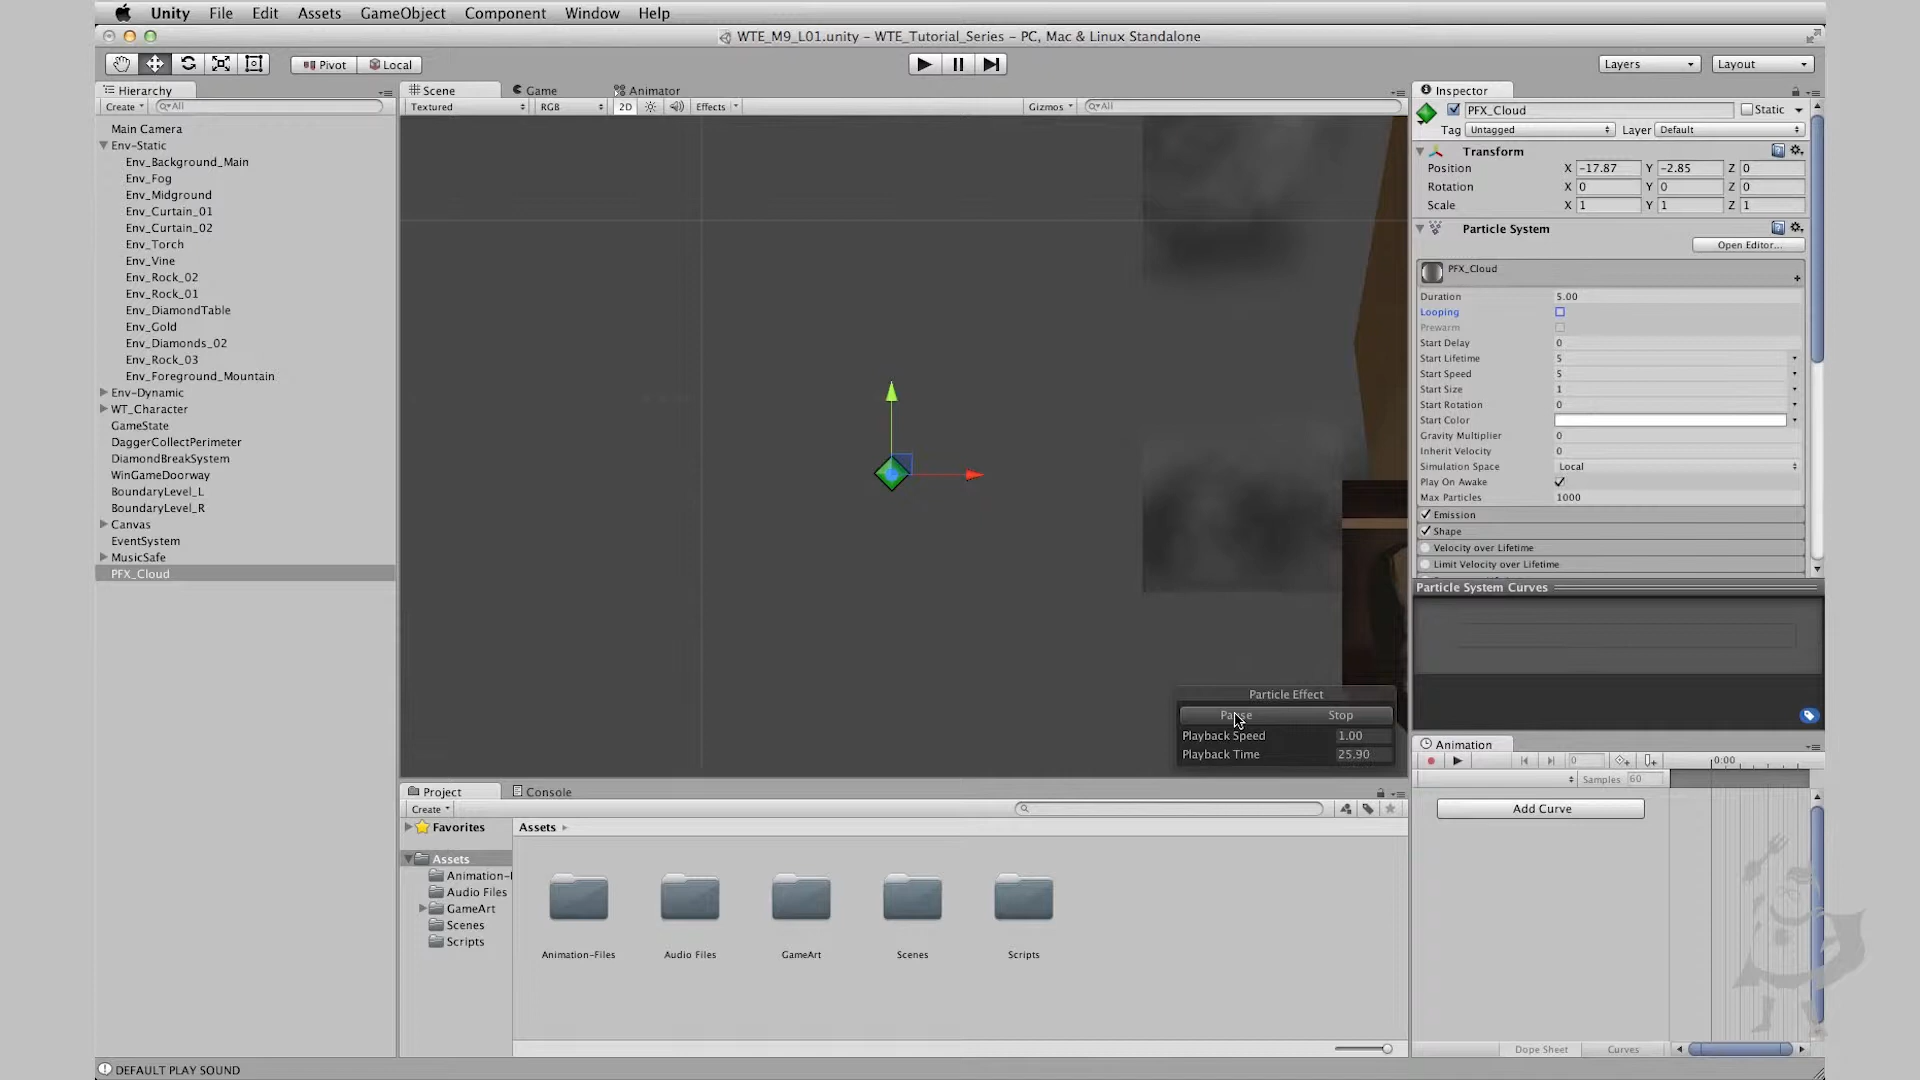 Unity File Edit Assets GameObject Component Window Help
WTE_M9_L01.unity – WTE_Tutorial_Series – PC, Mac & Linux Standalone
Pivot Local Layers Layout
Hierarchy
Create All
Main Camera
Env-Static
Env_Background_Main
Env_Fog
Env_Midground
Env_Curtain_01
Env_Curtain_02
Env_Torch
Env_Vine
Env_Rock_02
Env_Rock_01
Env_DiamondTable
Env_Gold
Env_Diamonds_02
Env_Rock_03
Env_Foreground_Mountain
Env-Dynamic
WT_Character
GameState
DaggerCollectPerimeter
DiamondBreakSystem
WinGameDoorway
BoundaryLevel_L
BoundaryLevel_R
Canvas
EventSystem
MusicSafe
PFX_Cloud
Scene Game Animator
Textured RGB 2D Effects Gizmos All
Particle Effect
Pause Stop
Playback Speed 1.00
Playback Time 25.90
Inspector
PFX_Cloud Static
Tag Untagged Layer Default
Transform
Position X -17.87 Y -2.85 Z 0
Rotation X 0 Y 0 Z 0
Scale X 1 Y 1 Z 1
Particle System
Open Editor...
PFX_Cloud
Duration 5.00
Looping
Prewarm
Start Delay 0
Start Lifetime 5
Start Speed 5
Start Size 1
Start Rotation 0
Start Color
Gravity Multiplier 0
Inherit Velocity 0
Simulation Space Local
Play On Awake
Max Particles 1000
Emission
Shape
Velocity over Lifetime
Limit Velocity over Lifetime
Particle System Curves
Animation
0 0:00
Samples 60
Add Curve
Dope Sheet Curves
Project Console
Create
Favorites
Assets
Animation-
Audio Files
GameArt
Scenes
Scripts
Assets
Animation-Files Audio Files GameArt Scenes Scripts
DEFAULT PLAY SOUND